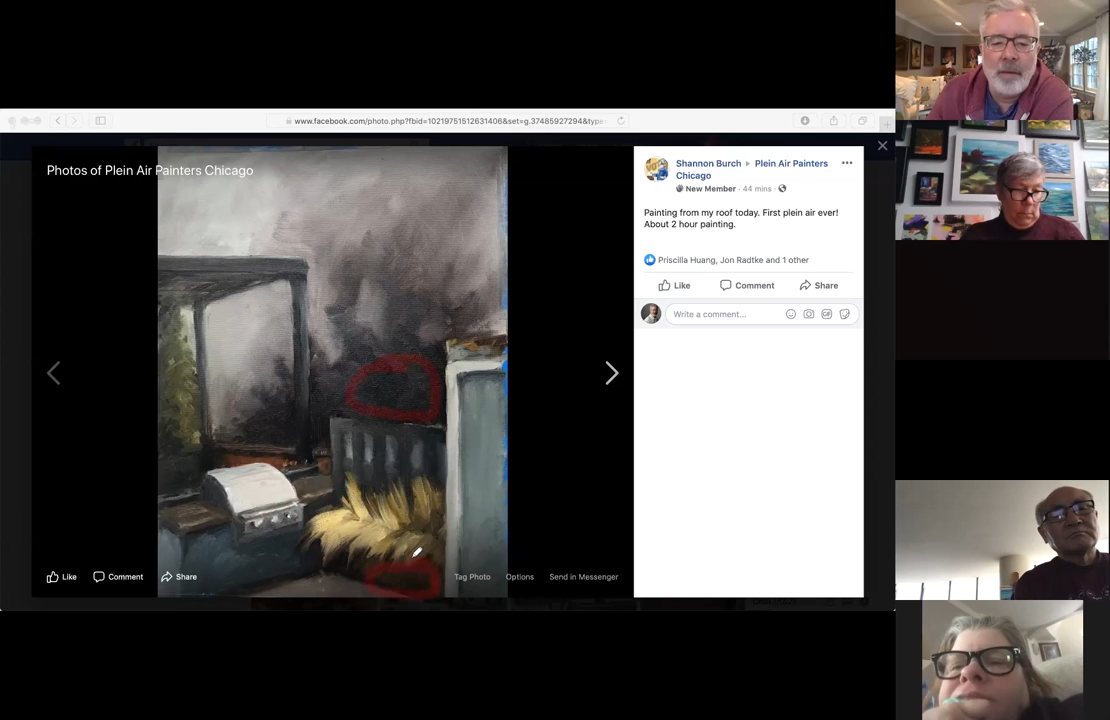 www.facebook.com/photo.php?fbid=10219751512631406&set=g.37485927294&type=
Photos of Plein Air Painters Chicago
Shannon Burch ▸ Plein Air Painters
Chicago
New Member · 44 mins ·
Painting from my roof today. First plein air ever!
About 2 hour painting.
Priscilla Huang, Jon Radtke and 1 other
Like Comment Share
Write a comment...
GIF
Like Comment Share Tag Photo Options Send in Messenger